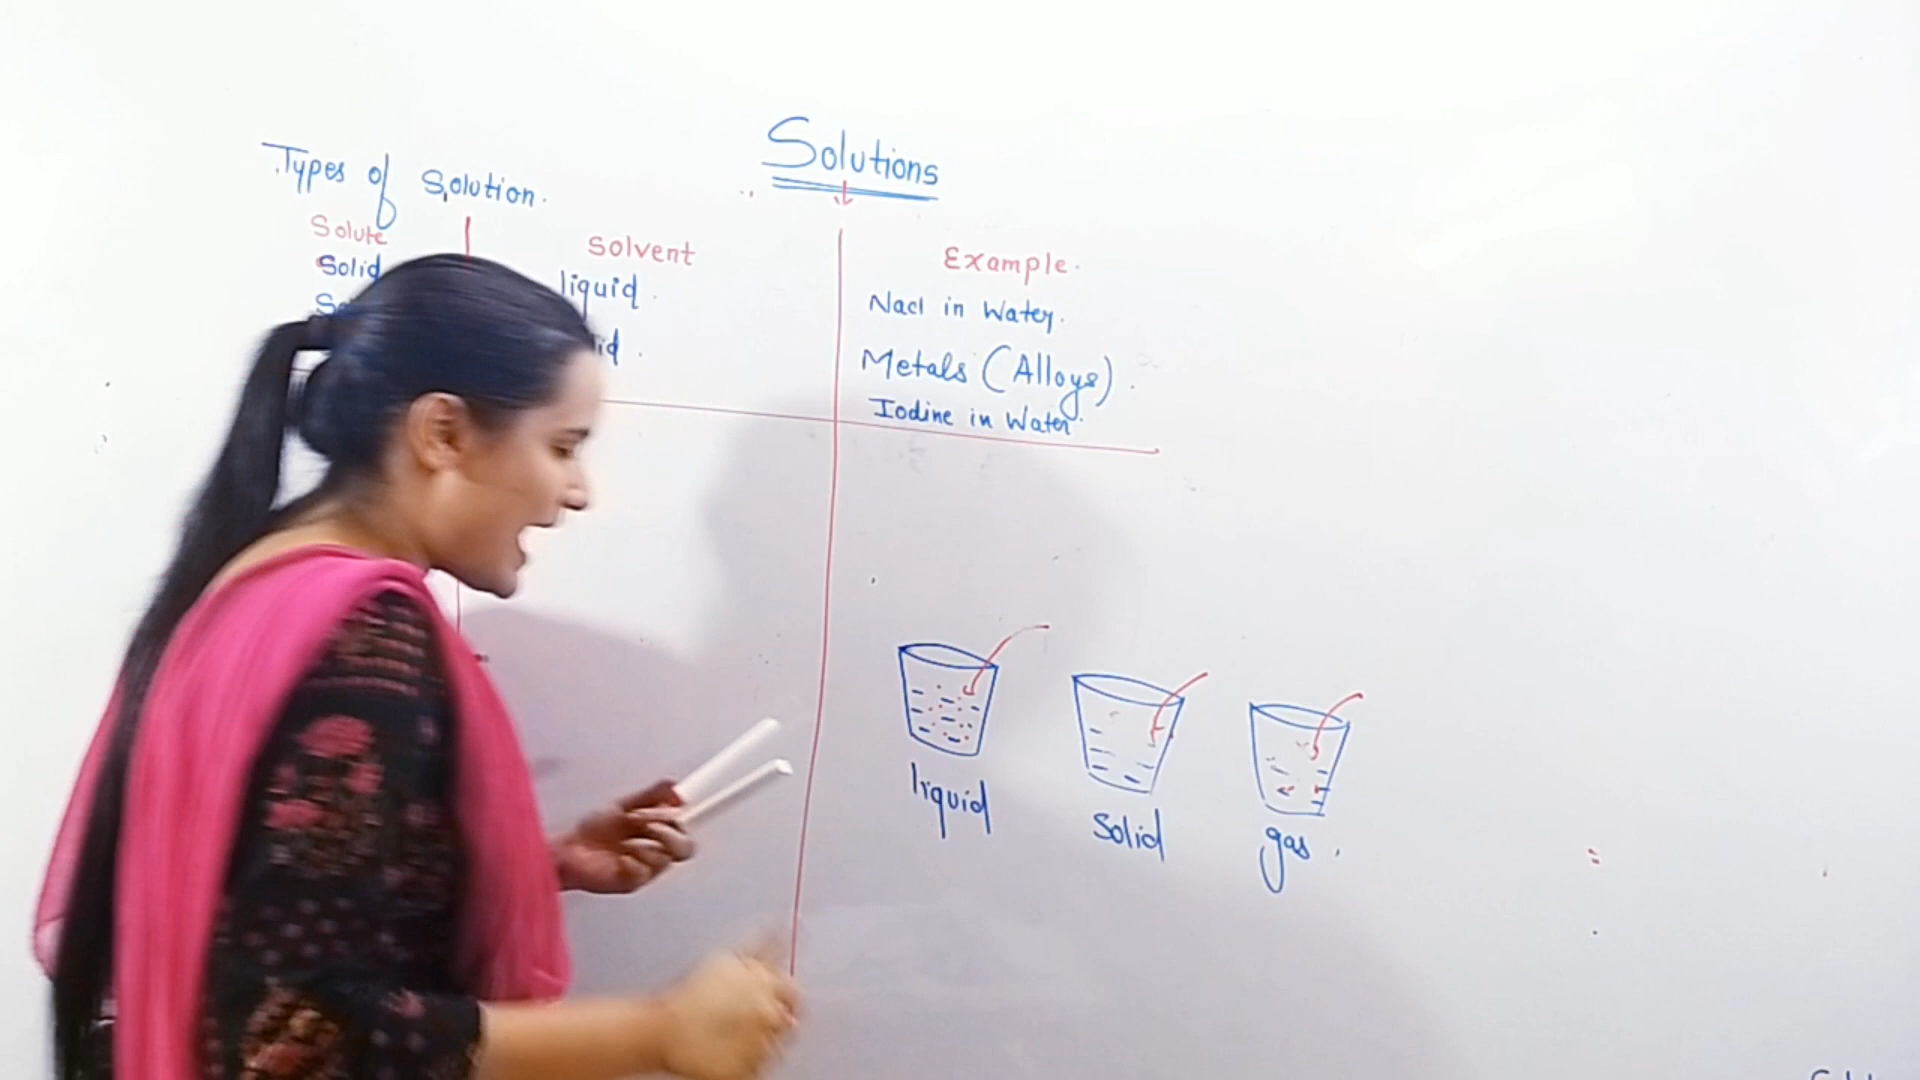 Solutions
Types of Solution.
Solute Solvent Example.
Solid liquid. Nacl in Water.
Metals (Alloys).
Iodine in Water.
liquid
Solid
gas.